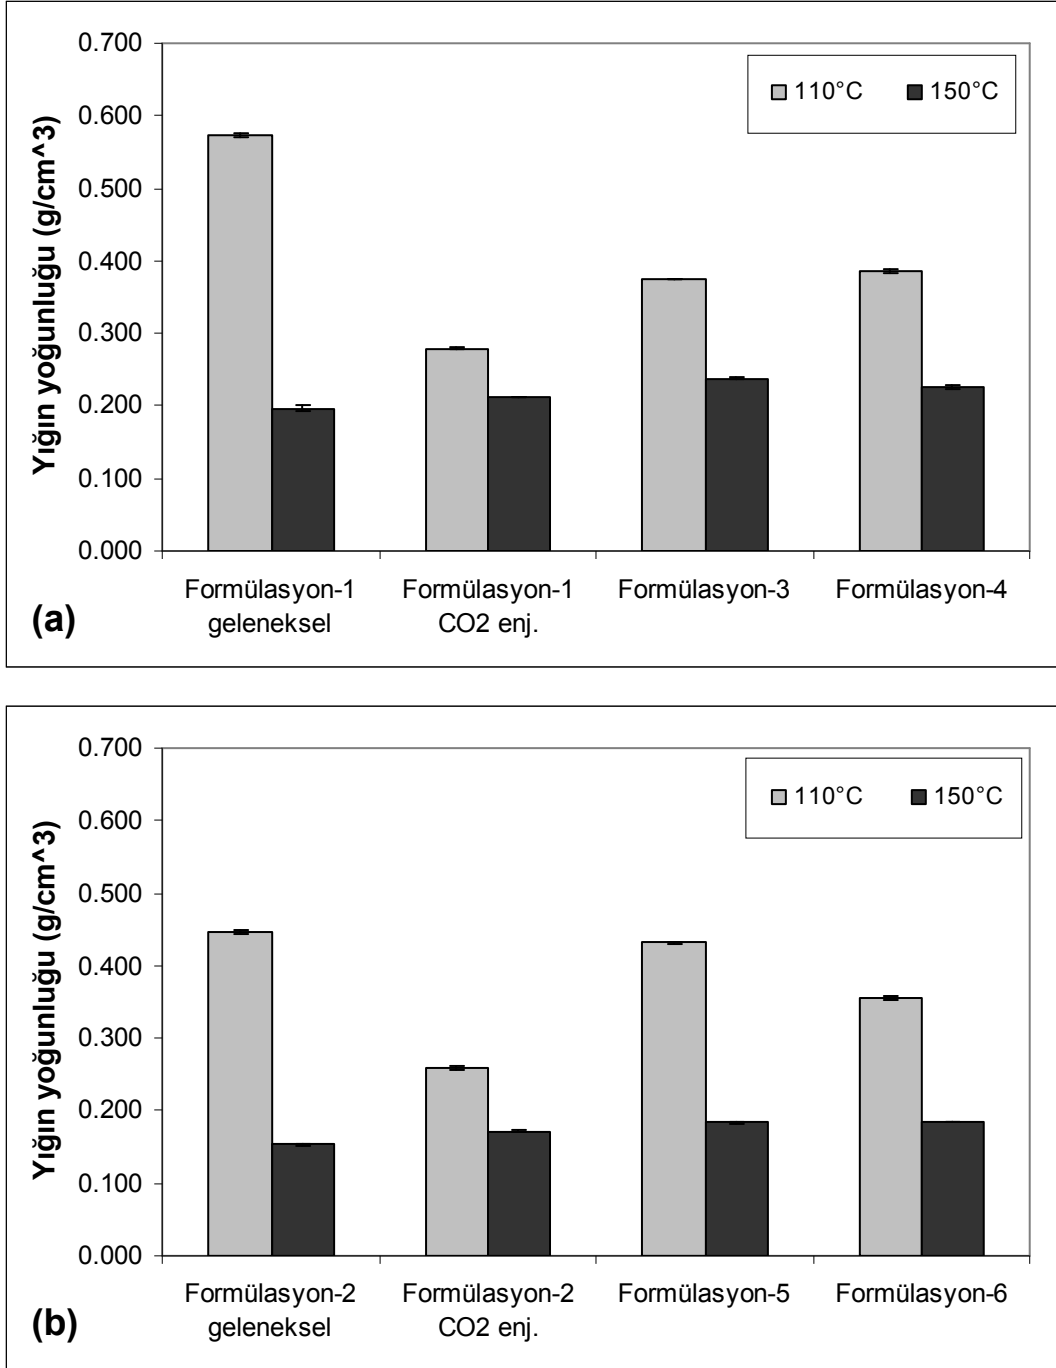 0.700
0.600
0.500
0.400
0.300
0.200
0.100
0.000
Yığın yoğunluğu (g/cm^3)
110°C 150°C
Formülasyon-1 Formülasyon-1 Formülasyon-3 Formülasyon-4
geleneksel CO2 enj.
(a)
0.700
0.600
0.500
0.400
0.300
0.200
0.100
0.000
Yığın yoğunluğu (g/cm^3)
110°C 150°C
Formülasyon-2 Formülasyon-2 Formülasyon-5 Formülasyon-6
geleneksel CO2 enj.
(b)